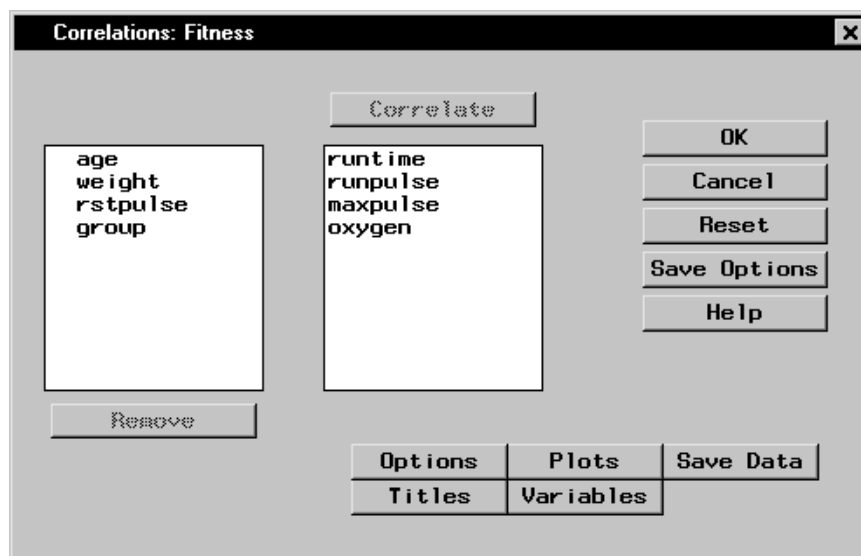 Correlations: Fitness
Correlate
age
weight
rstpulse
group
runtime
runpulse
maxpulse
oxygen
OK
Cancel
Reset
Save Options
Help
Remove
Options
Plots
Save Data
Titles
Variables